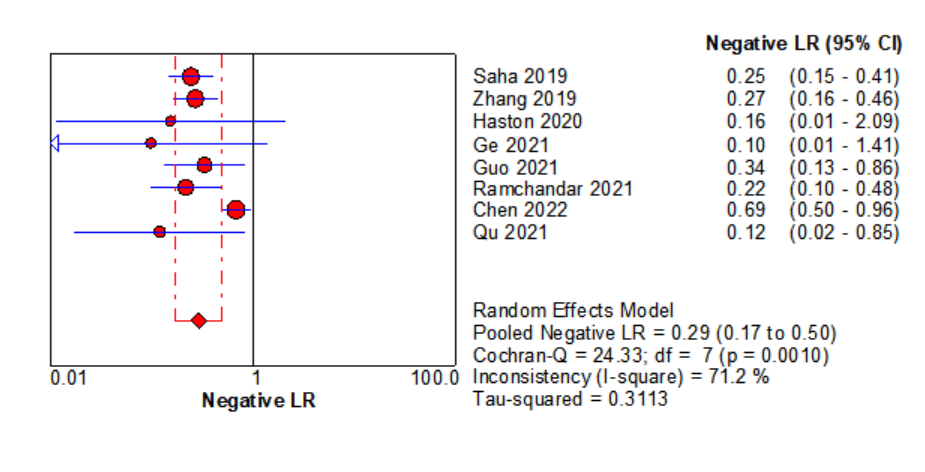 Negative LR (95% CI)
Saha 2019 0.25 (0.15 - 0.41)
Zhang 2019 0.27 (0.16 - 0.46)
Haston 2020 0.16 (0.01 - 2.09)
Ge 2021 0.10 (0.01 - 1.41)
Guo 2021 0.34 (0.13 - 0.86)
Ramchandar 2021 0.22 (0.10 - 0.48)
Chen 2022 0.69 (0.50 - 0.96)
Qu 2021 0.12 (0.02 - 0.85)
Random Effects Model
Pooled Negative LR = 0.29 (0.17 to 0.50)
Cochran-Q = 24.33; df = 7 (p = 0.0010)
Inconsistency (I-square) = 71.2 %
Tau-squared = 0.3113
0.01 1 100.0
Negative LR